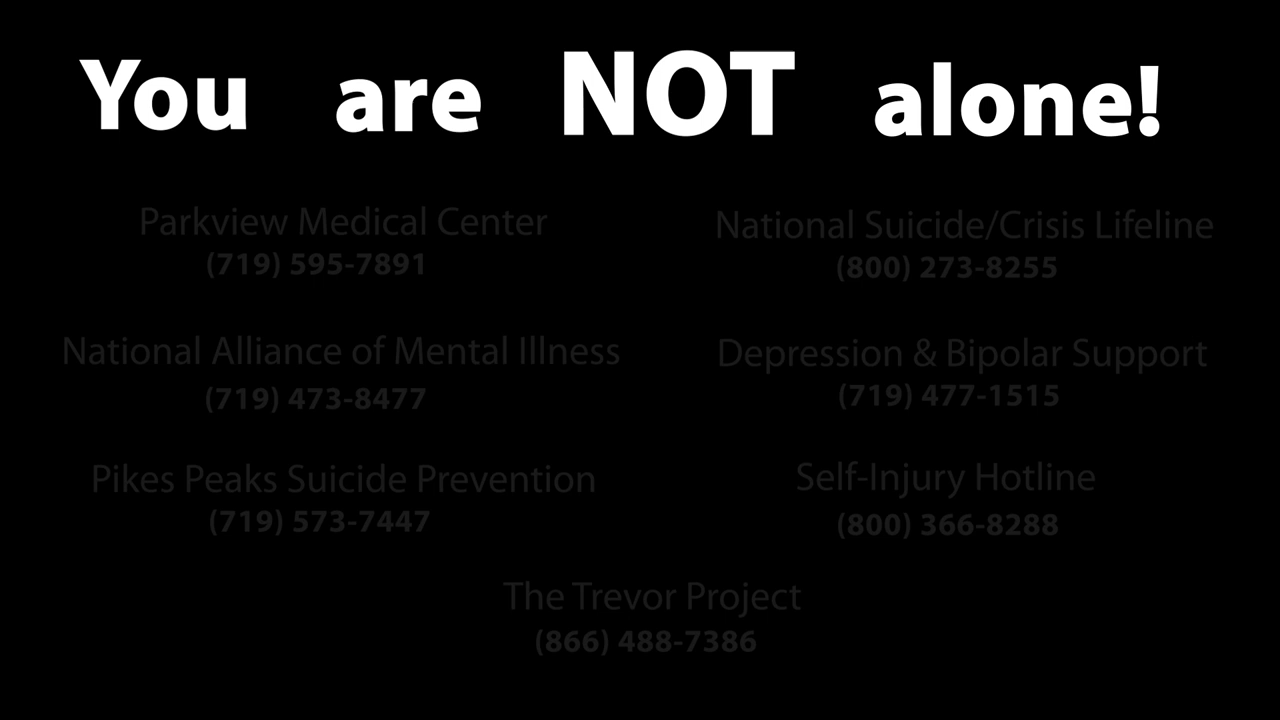 You are NOT alone!
Parkview Medical Center
(719) 595-7891
National Suicide/Crisis Lifeline
(800) 273-8255
National Alliance of Mental Illness
(719) 473-8477
Depression & Bipolar Support
(719) 477-1515
Pikes Peaks Suicide Prevention
(719) 573-7447
Self-Injury Hotline
(800) 366-8288
The Trevor Project
(866) 488-7386